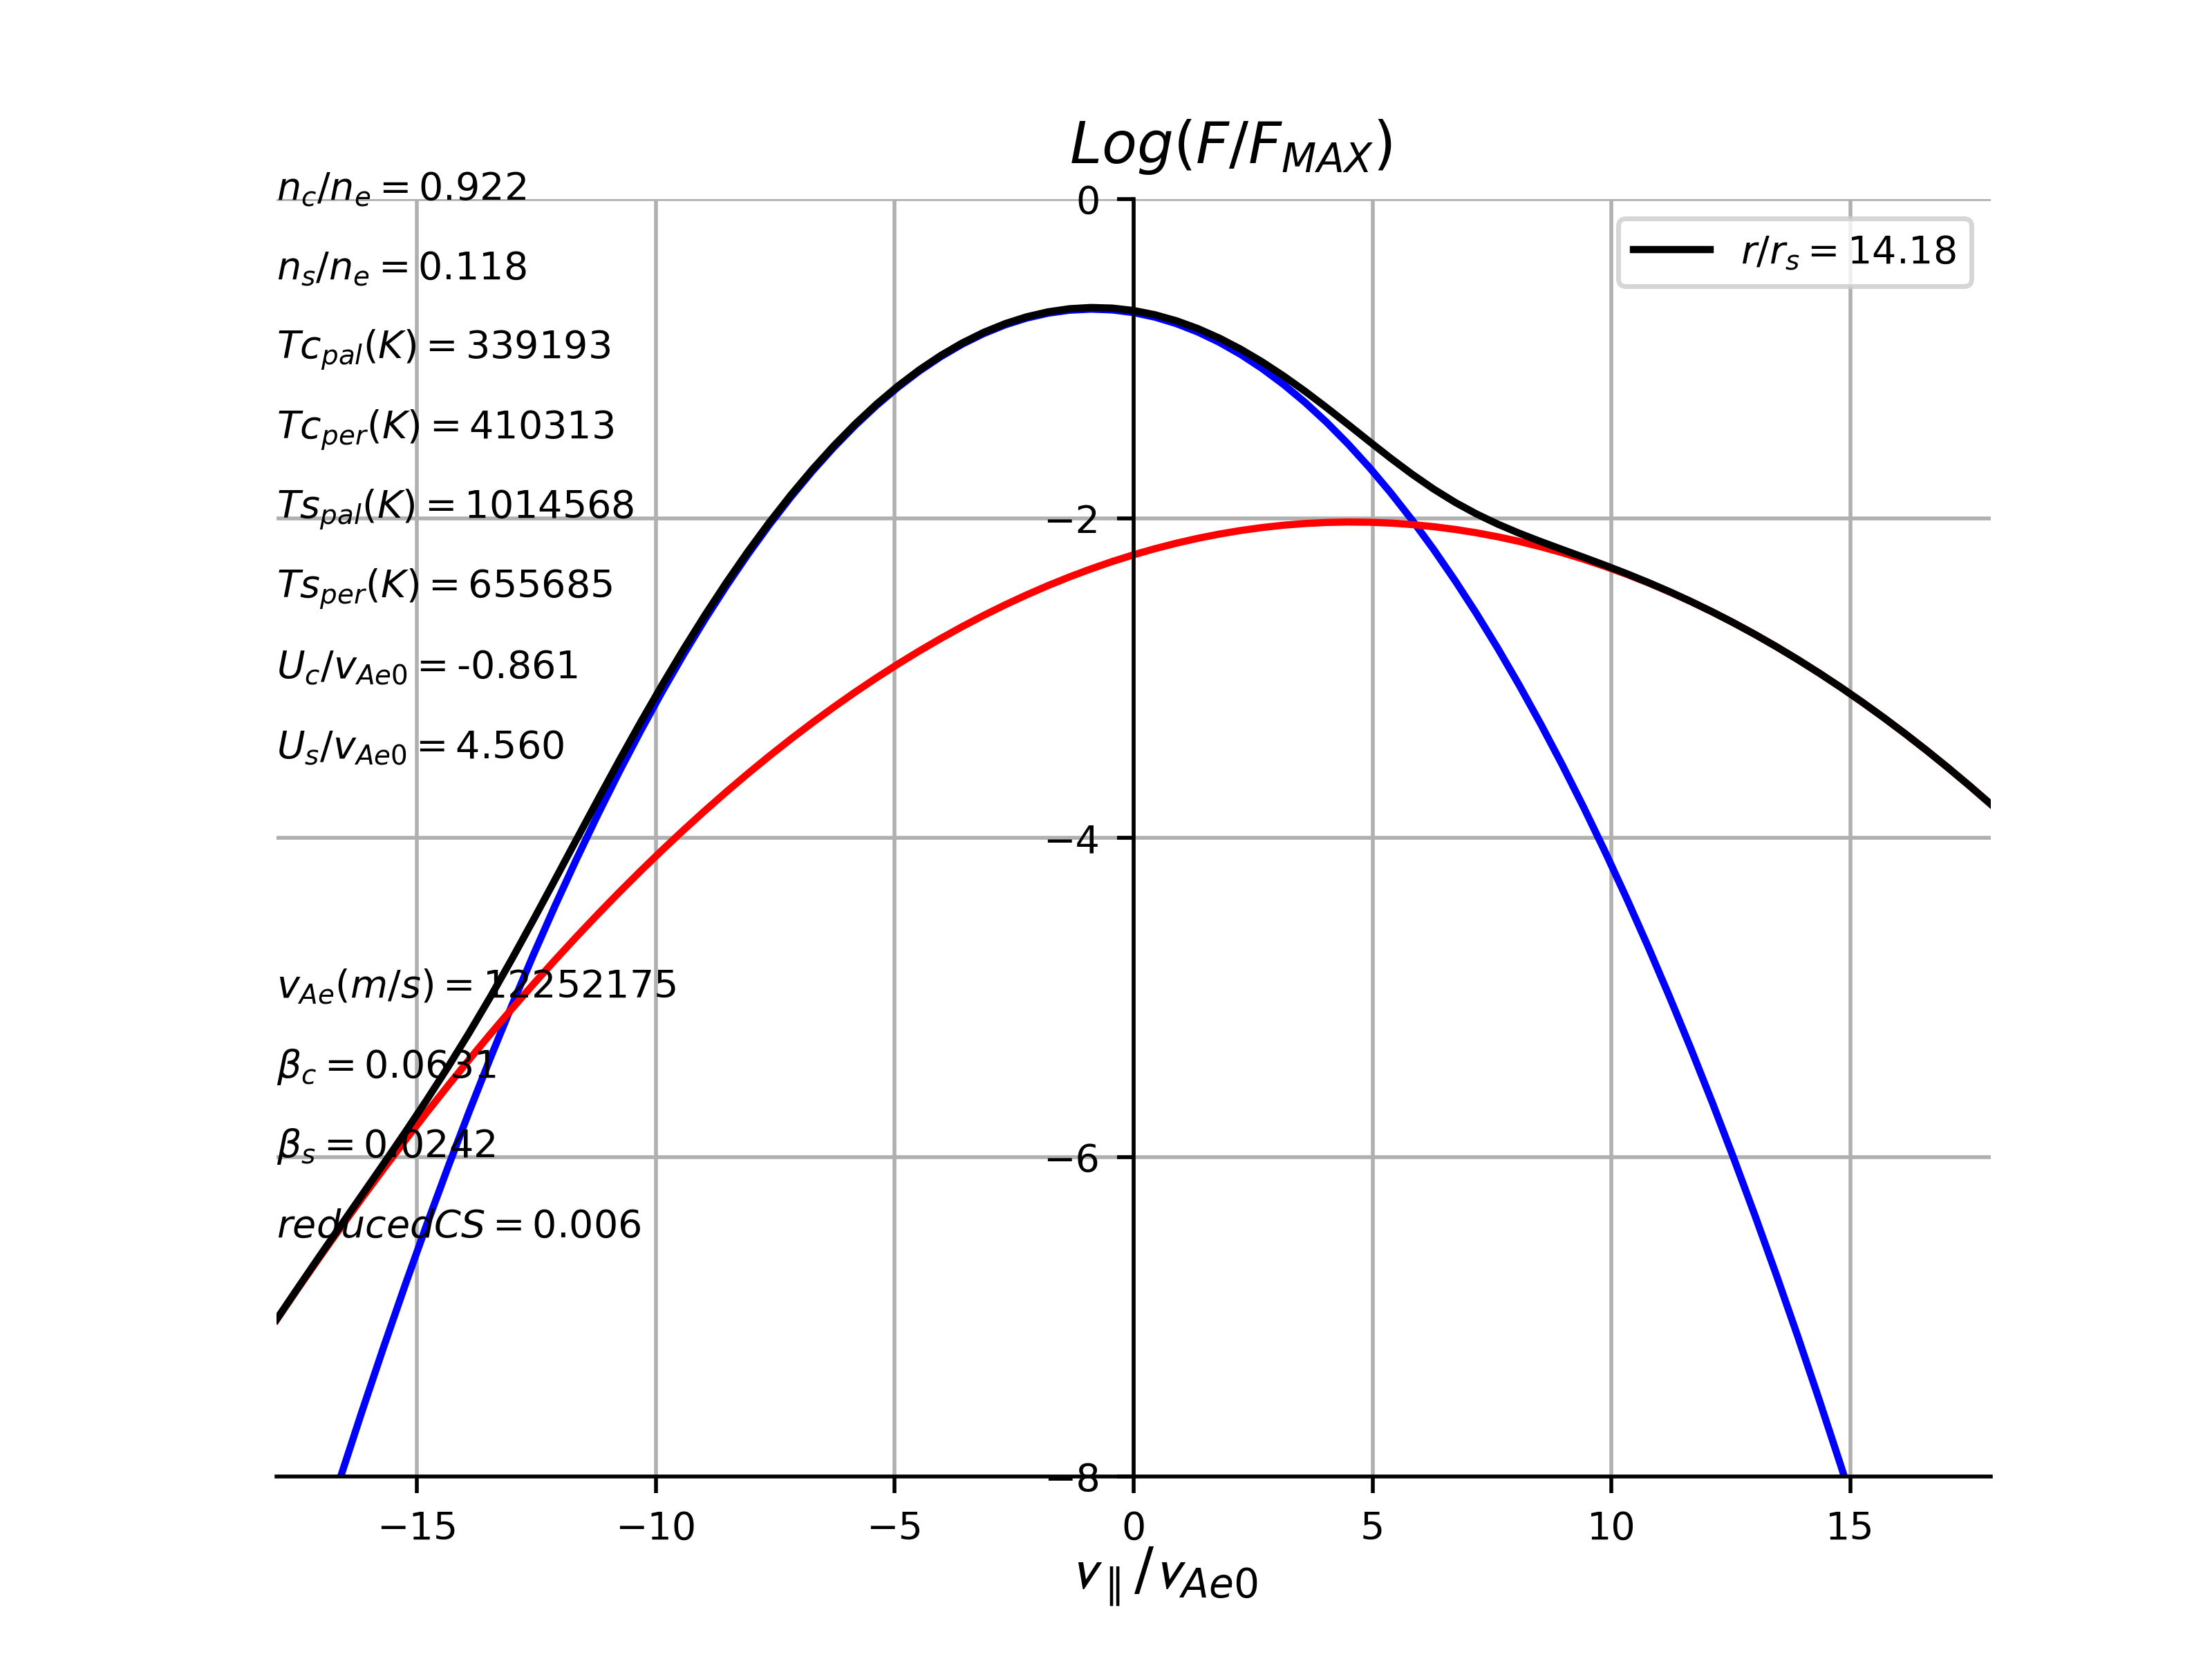 Log(F/F_MAX)
n_c/n_e = 0.922
n_s/n_e = 0.118
Tc_pal(K) = 339193
Tc_per(K) = 410313
Ts_pal(K) = 1014568
Ts_per(K) = 655685
U_c/v_Ae0 = -0.861
U_s/v_Ae0 = 4.560
v_Ae(m/s) = 12252175
β_c = 0.0631
β_s = 0.0242
reducedCS = 0.006
r/r_s = 14.18
0
−2
−4
−6
−8
−15 −10 −5 0 5 10 15
v_∥/v_Ae0